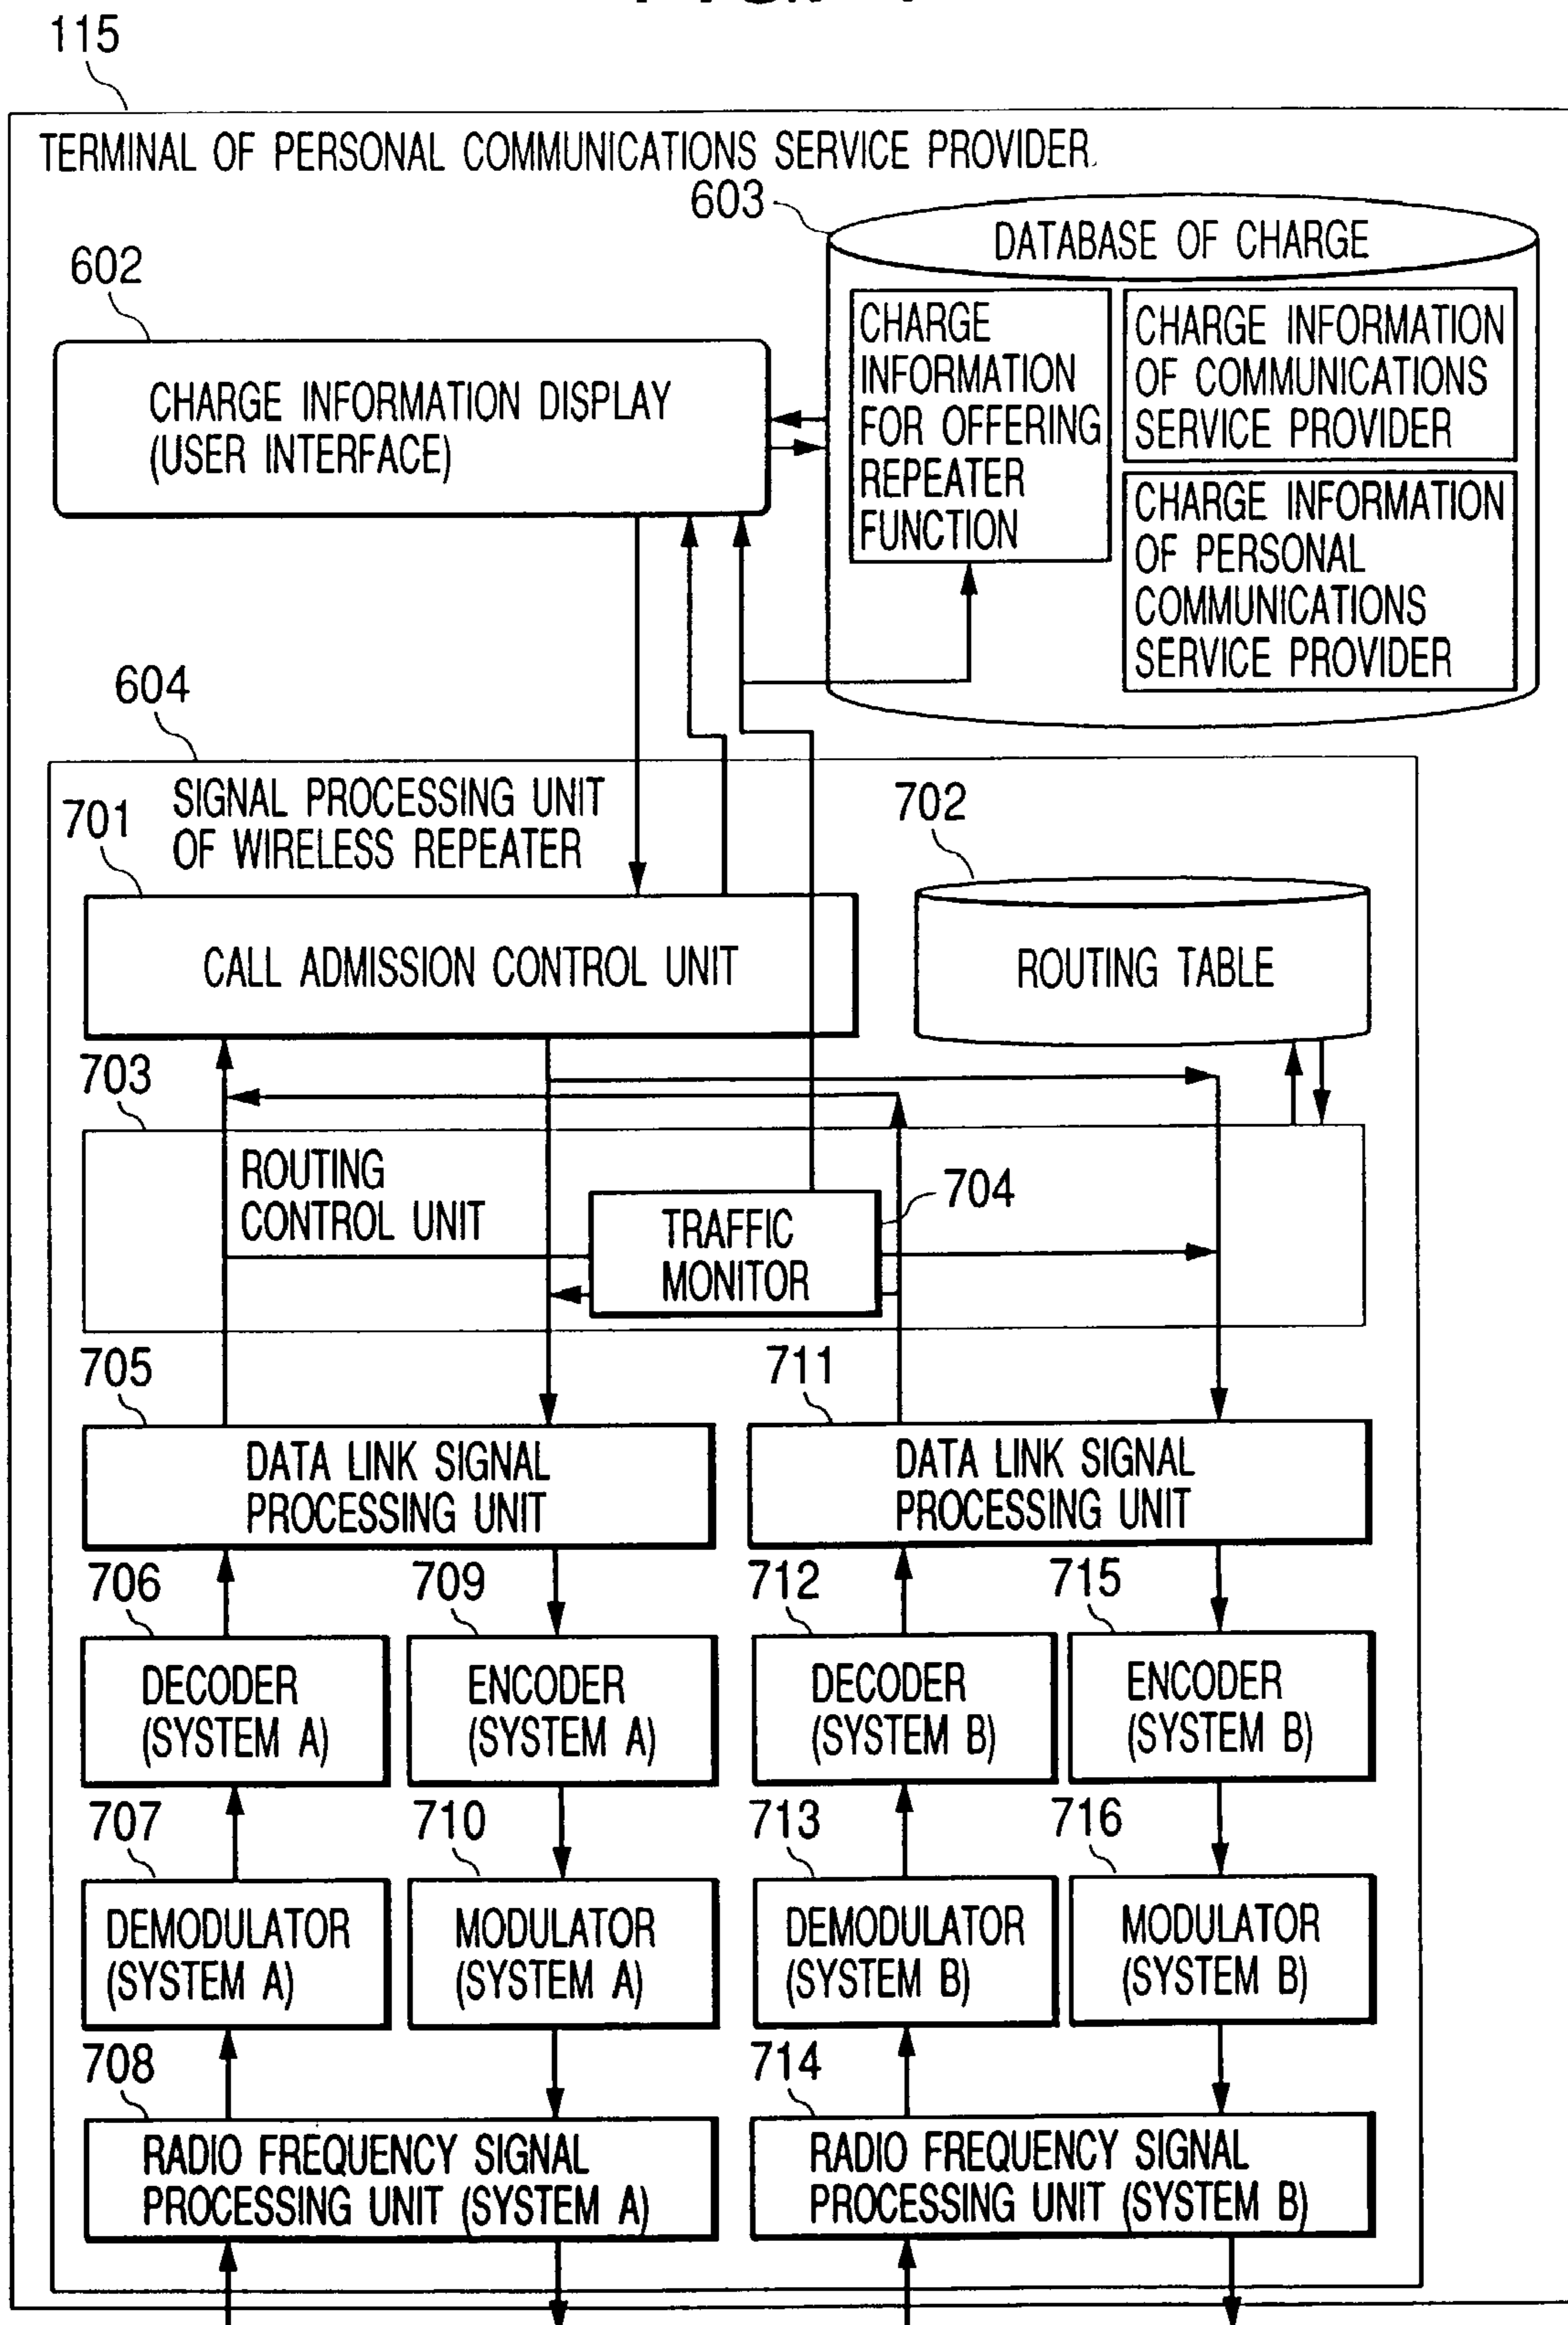 115
TERMINAL OF PERSONAL COMMUNICATIONS SERVICE PROVIDER
603
DATABASE OF CHARGE
602
CHARGE INFORMATION DISPLAY
(USER INTERFACE)
CHARGE
INFORMATION
FOR OFFERING
REPEATER
FUNCTION
CHARGE INFORMATION
OF COMMUNICATIONS
SERVICE PROVIDER
CHARGE INFORMATION
OF PERSONAL
COMMUNICATIONS
SERVICE PROVIDER
604
SIGNAL PROCESSING UNIT
OF WIRELESS REPEATER
701
CALL ADMISSION CONTROL UNIT
702
ROUTING TABLE
703
ROUTING
CONTROL UNIT
704
TRAFFIC
MONITOR
705
DATA LINK SIGNAL
PROCESSING UNIT
711
DATA LINK SIGNAL
PROCESSING UNIT
706
DECODER
(SYSTEM A)
709
ENCODER
(SYSTEM A)
712
DECODER
(SYSTEM B)
715
ENCODER
(SYSTEM B)
707
DEMODULATOR
(SYSTEM A)
710
MODULATOR
(SYSTEM A)
713
DEMODULATOR
(SYSTEM B)
716
MODULATOR
(SYSTEM B)
708
RADIO FREQUENCY SIGNAL
PROCESSING UNIT (SYSTEM A)
714
RADIO FREQUENCY SIGNAL
PROCESSING UNIT (SYSTEM B)